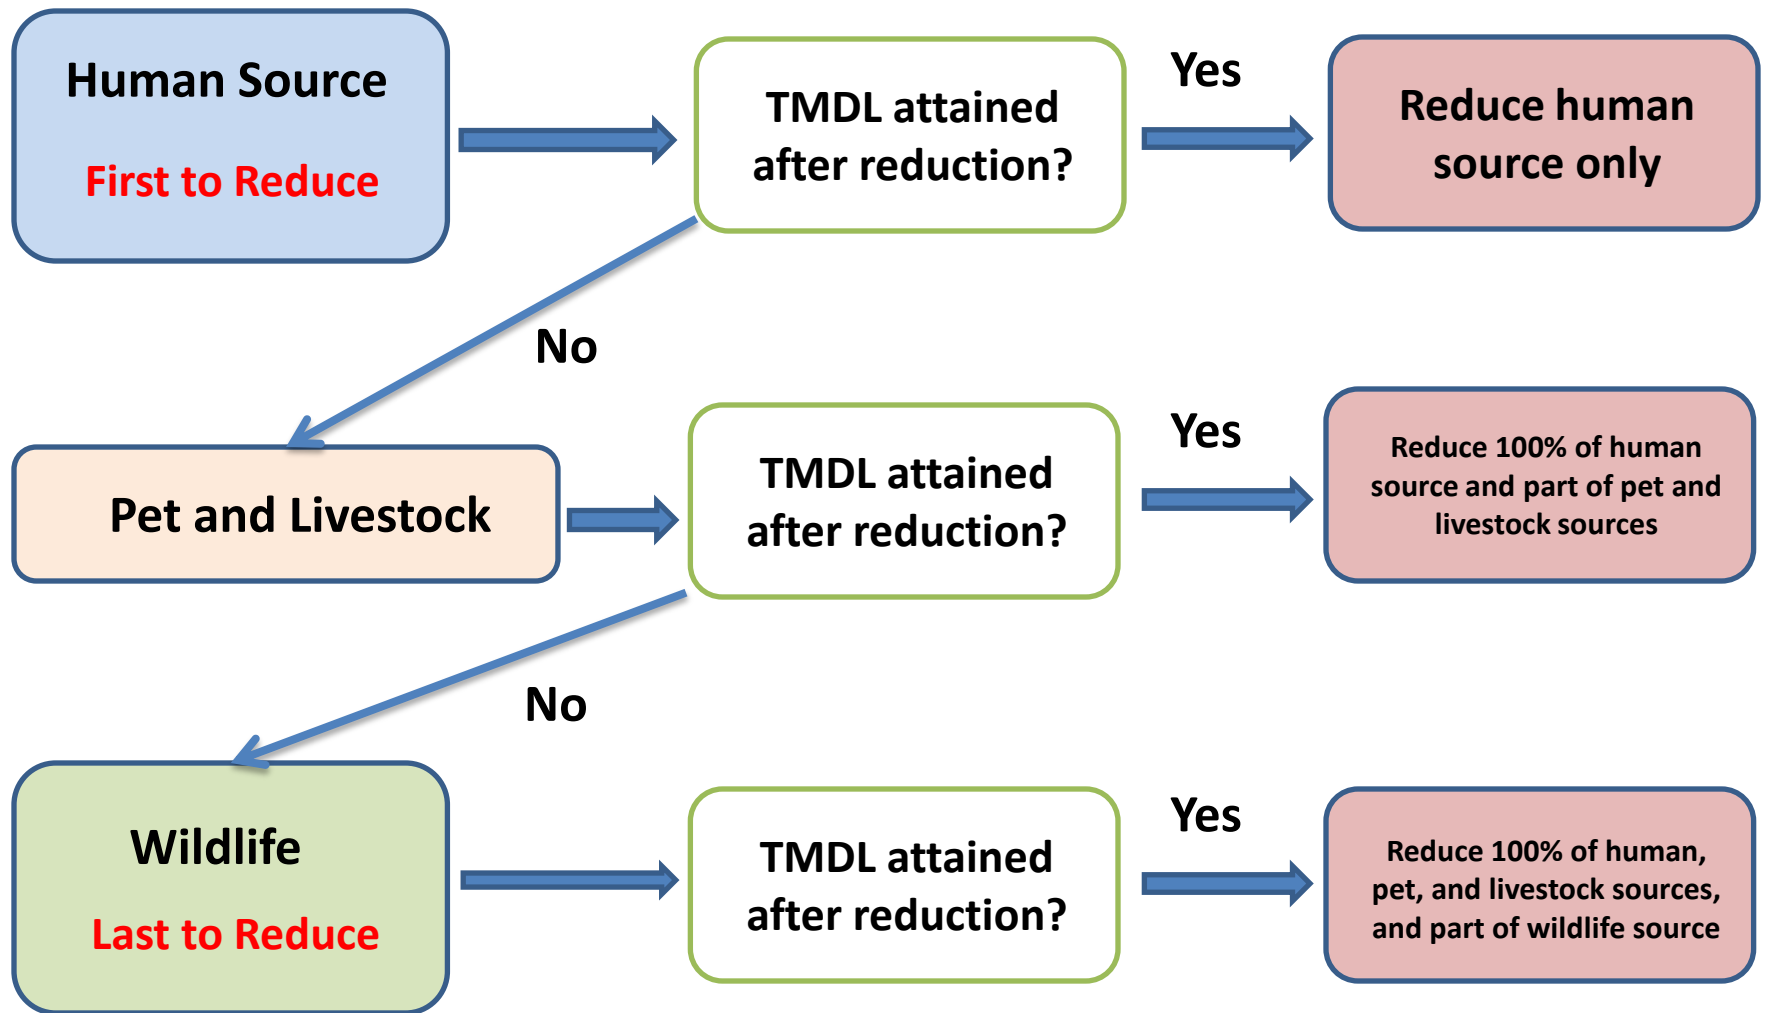 Human Source
First to Reduce
TMDL attained
after reduction?
Yes
Reduce human
source only
No
Pet and Livestock
TMDL attained
after reduction?
Yes
Reduce 100% of human
source and part of pet and
livestock sources
No
Wildlife
Last to Reduce
TMDL attained
after reduction?
Yes
Reduce 100% of human,
pet, and livestock sources,
and part of wildlife source